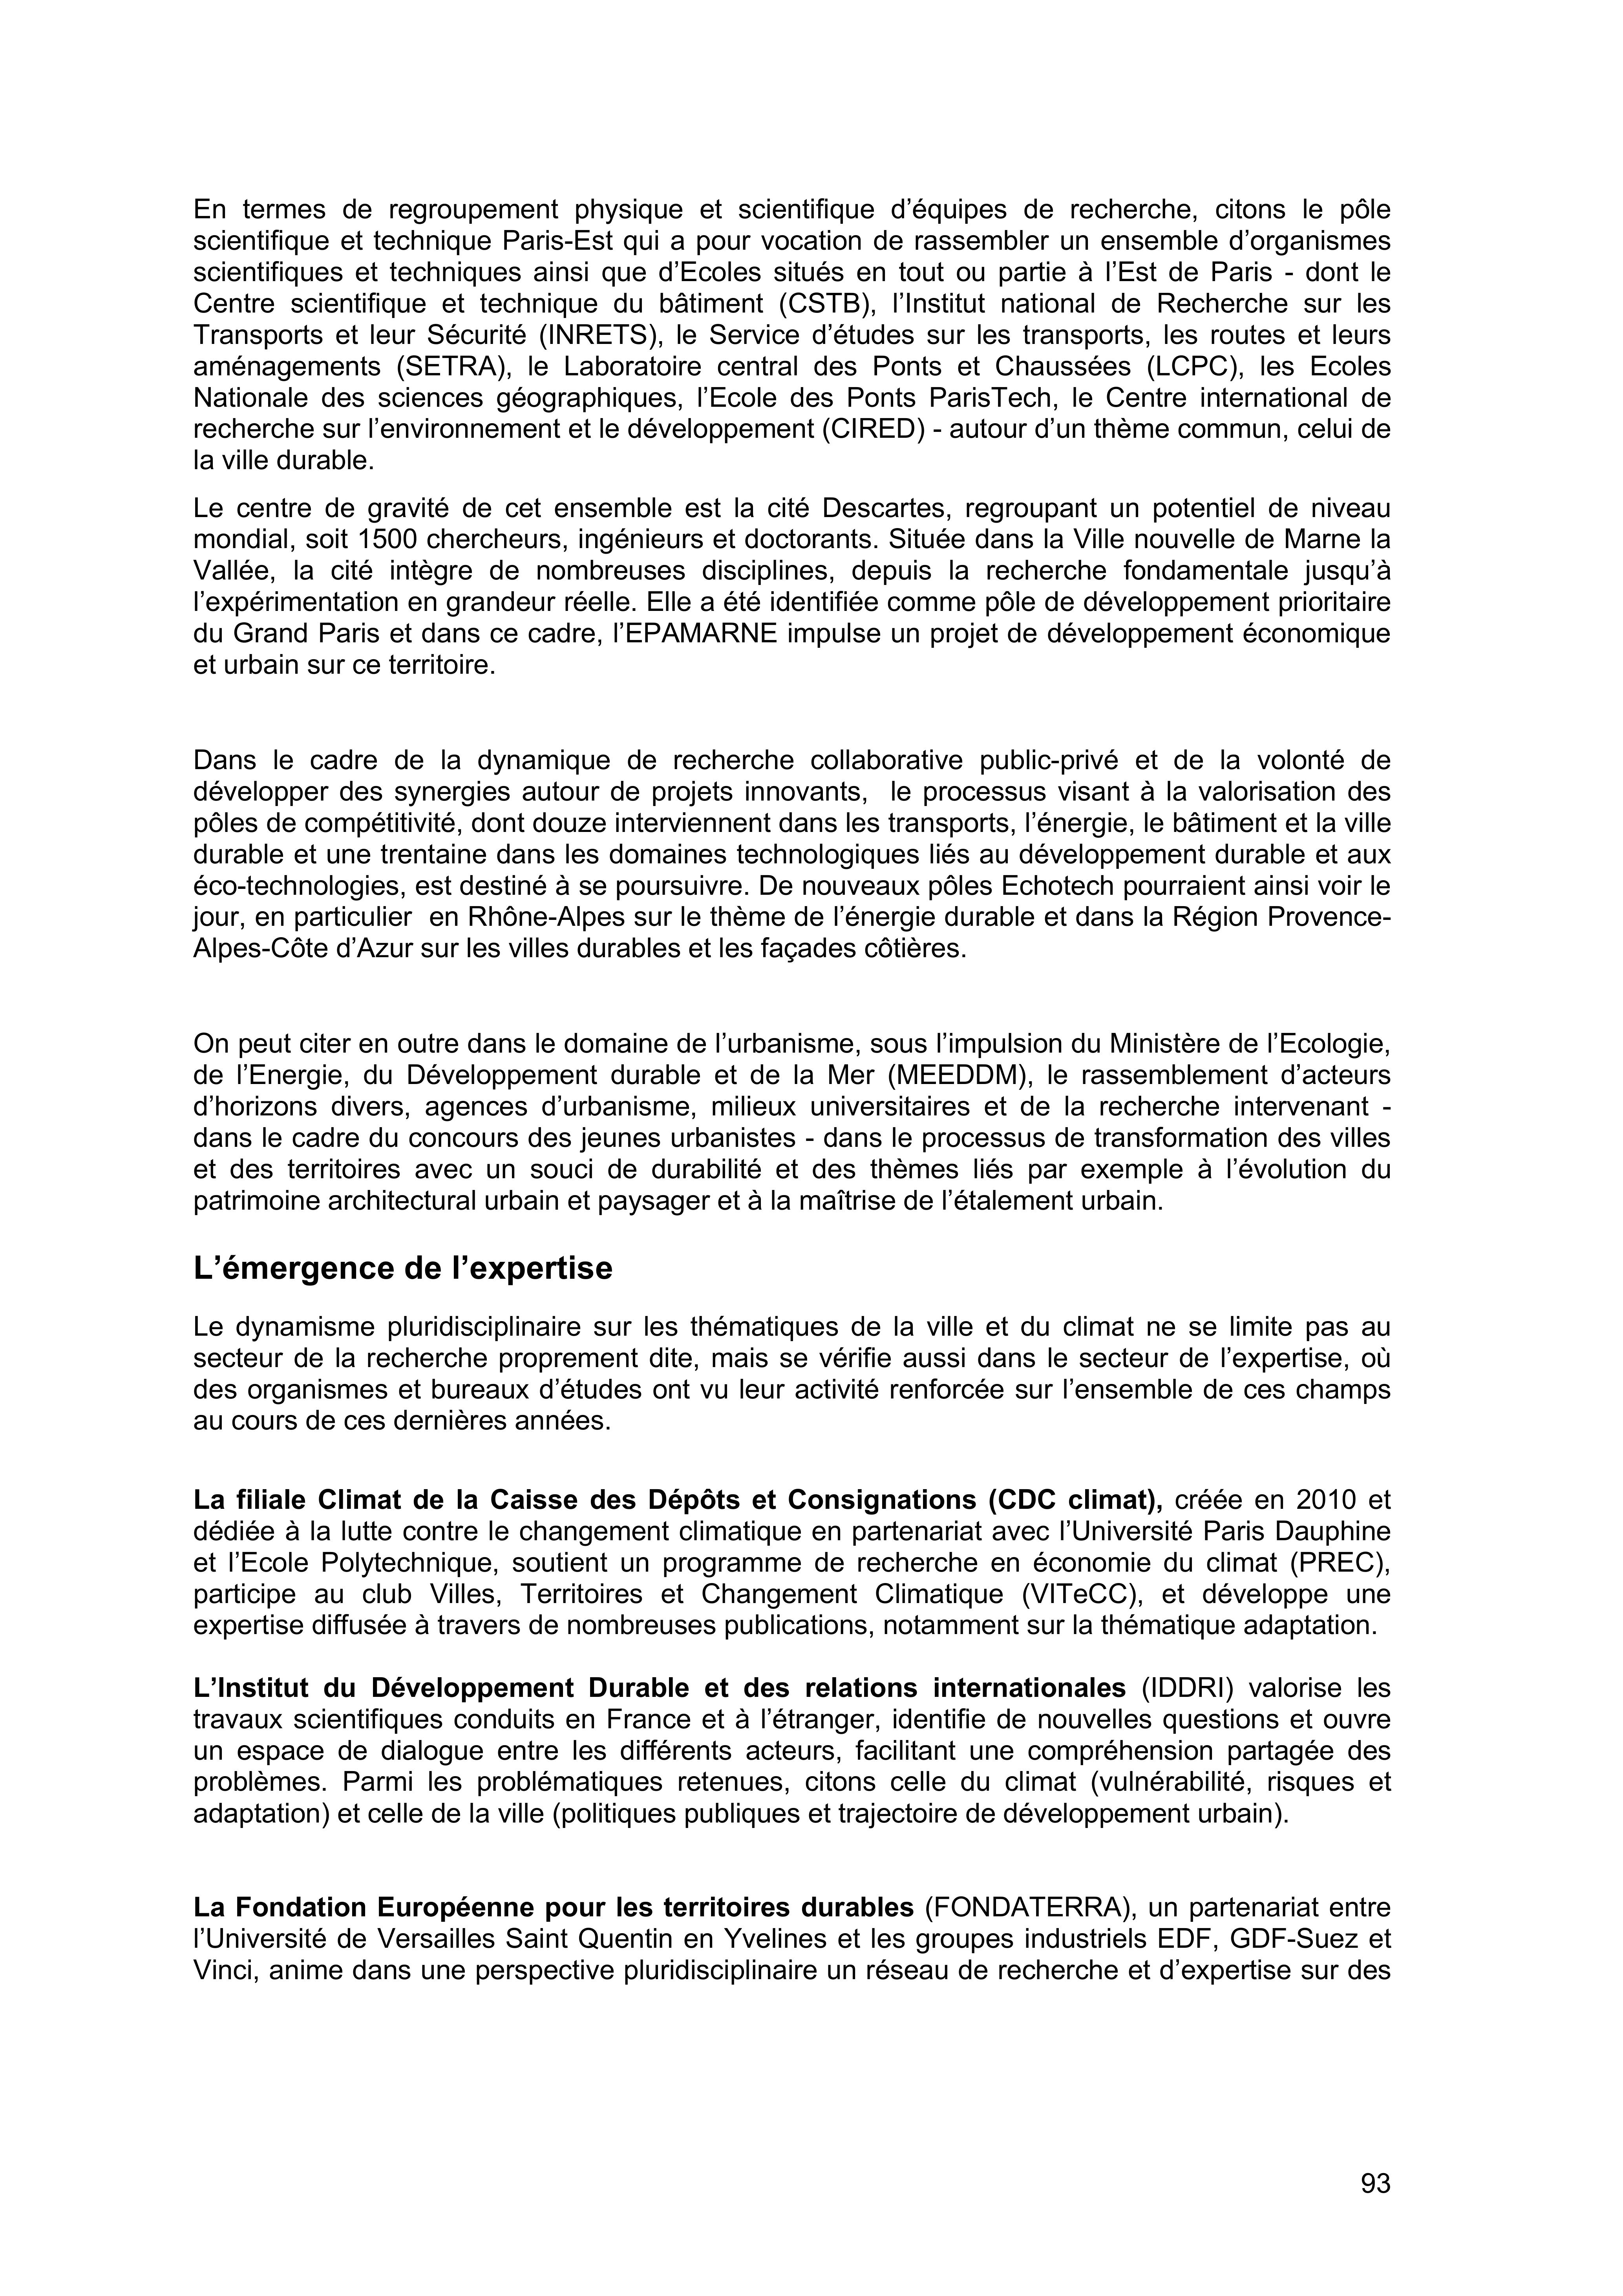 En termes de regroupement physique et scientifique d’équipes de recherche, citons le pôle
scientifique et technique Paris-Est qui a pour vocation de rassembler un ensemble d’organismes
scientifiques et techniques ainsi que d’Ecoles situés en tout ou partie à l’Est de Paris - dont le
Centre scientifique et technique du bâtiment (CSTB), l’Institut national de Recherche sur les
Transports et leur Sécurité (INRETS), le Service d’études sur les transports, les routes et leurs
aménagements (SETRA), le Laboratoire central des Ponts et Chaussées (LCPC), les Ecoles
Nationale des sciences géographiques, l’Ecole des Ponts ParisTech, le Centre international de
recherche sur l’environnement et le développement (CIRED) - autour d’un thème commun, celui de
la ville durable.
Le centre de gravité de cet ensemble est la cité Descartes, regroupant un potentiel de niveau
mondial, soit 1500 chercheurs, ingénieurs et doctorants. Située dans la Ville nouvelle de Marne la
Vallée, la cité intègre de nombreuses disciplines, depuis la recherche fondamentale jusqu’à
l’expérimentation en grandeur réelle. Elle a été identifiée comme pôle de développement prioritaire
du Grand Paris et dans ce cadre, l’EPAMARNE impulse un projet de développement économique
et urbain sur ce territoire.
Dans le cadre de la dynamique de recherche collaborative public-privé et de la volonté de
développer des synergies autour de projets innovants,  le processus visant à la valorisation des
pôles de compétitivité, dont douze interviennent dans les transports, l’énergie, le bâtiment et la ville
durable et une trentaine dans les domaines technologiques liés au développement durable et aux
éco-technologies, est destiné à se poursuivre. De nouveaux pôles Echotech pourraient ainsi voir le
jour, en particulier  en Rhône-Alpes sur le thème de l’énergie durable et dans la Région Provence-
Alpes-Côte d’Azur sur les villes durables et les façades côtières.
On peut citer en outre dans le domaine de l’urbanisme, sous l’impulsion du Ministère de l’Ecologie,
de l’Energie, du Développement durable et de la Mer (MEEDDM), le rassemblement d’acteurs
d’horizons divers, agences d’urbanisme, milieux universitaires et de la recherche intervenant -
dans le cadre du concours des jeunes urbanistes - dans le processus de transformation des villes
et des territoires avec un souci de durabilité et des thèmes liés par exemple à l’évolution du
patrimoine architectural urbain et paysager et à la maîtrise de l’étalement urbain.
L’émergence de l’expertise
Le dynamisme pluridisciplinaire sur les thématiques de la ville et du climat ne se limite pas au
secteur de la recherche proprement dite, mais se vérifie aussi dans le secteur de l’expertise, où
des organismes et bureaux d’études ont vu leur activité renforcée sur l’ensemble de ces champs
au cours de ces dernières années.
La filiale Climat de la Caisse des Dépôts et Consignations (CDC climat), créée en 2010 et
dédiée à la lutte contre le changement climatique en partenariat avec l’Université Paris Dauphine
et l’Ecole Polytechnique, soutient un programme de recherche en économie du climat (PREC),
participe au club Villes, Territoires et Changement Climatique (VITeCC), et développe une
expertise diffusée à travers de nombreuses publications, notamment sur la thématique adaptation.
L’Institut du Développement Durable et des relations internationales (IDDRI) valorise les
travaux scientifiques conduits en France et à l’étranger, identifie de nouvelles questions et ouvre
un espace de dialogue entre les différents acteurs, facilitant une compréhension partagée des
problèmes. Parmi les problématiques retenues, citons celle du climat (vulnérabilité, risques et
adaptation) et celle de la ville (politiques publiques et trajectoire de développement urbain).
La Fondation Européenne pour les territoires durables (FONDATERRA), un partenariat entre
l’Université de Versailles Saint Quentin en Yvelines et les groupes industriels EDF, GDF-Suez et
Vinci, anime dans une perspective pluridisciplinaire un réseau de recherche et d’expertise sur des
93